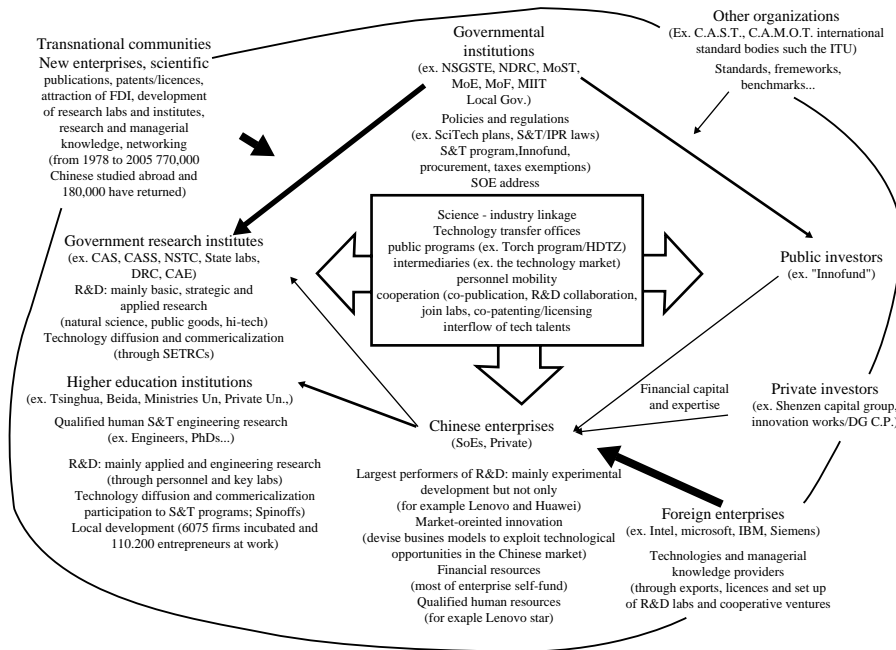 Transnational communities
New enterprises, scientific
publications, patents/licences,
attraction of FDI, development
of research labs and institutes,
research and managerial
knowledge, networking
(from 1978 to 2005 770,000
Chinese studied abroad and
180,000 have returned)
Governmental
institutions
(ex. NSGSTE, NDRC, MoST,
MoE, MoF, MIIT
Local Gov.)
Policies and regulations
(ex. SciTech plans, S&T/IPR laws)
S&T program,Innofund,
procurement, taxes exemptions)
SOE address
Other organizations
(Ex. C.A.S.T., C.A.M.O.T. international
standard bodies such the ITU)
Standards, fremeworks,
benchmarks...
Science - industry linkage
Technology transfer offices
public programs (ex. Torch program/HDTZ)
intermediaries (ex. the technology market)
personnel mobility
cooperation (co-publication, R&D collaboration,
join labs, co-patenting/licensing
interflow of tech talents
Government research institutes
(ex. CAS, CASS, NSTC, State labs,
DRC, CAE)
R&D: mainly basic, strategic and
applied research
(natural science, public goods, hi-tech)
Technology diffusion and commericalization
(through SETRCs)
Public investors
(ex. "Innofund")
Higher education institutions
(ex. Tsinghua, Beida, Ministries Un, Private Un.,)
Qualified human S&T engineering research
(ex. Engineers, PhDs...)
R&D: mainly applied and engineering research
(through personnel and key labs)
Technology diffusion and commericalization
participation to S&T programs; Spinoffs)
Local development (6075 firms incubated and
110.200 entrepreneurs at work)
Financial capital
and expertise
Private investors
(ex. Shenzen capital group,
innovation works/DG C.P.)
Chinese enterprises
(SoEs, Private)
Largest performers of R&D: mainly experimental
development but not only
(for example Lenovo and Huawei)
Market-oreinted innovation
(devise busines models to exploit technological
opportunities in the Chinese market)
Financial resources
(most of enterprise self-fund)
Qualified human resources
(for exaple Lenovo star)
Foreign enterprises
(ex. Intel, microsoft, IBM, Siemens)
Technologies and managerial
knowledge providers
(through exports, licences and set up
of R&D labs and cooperative ventures